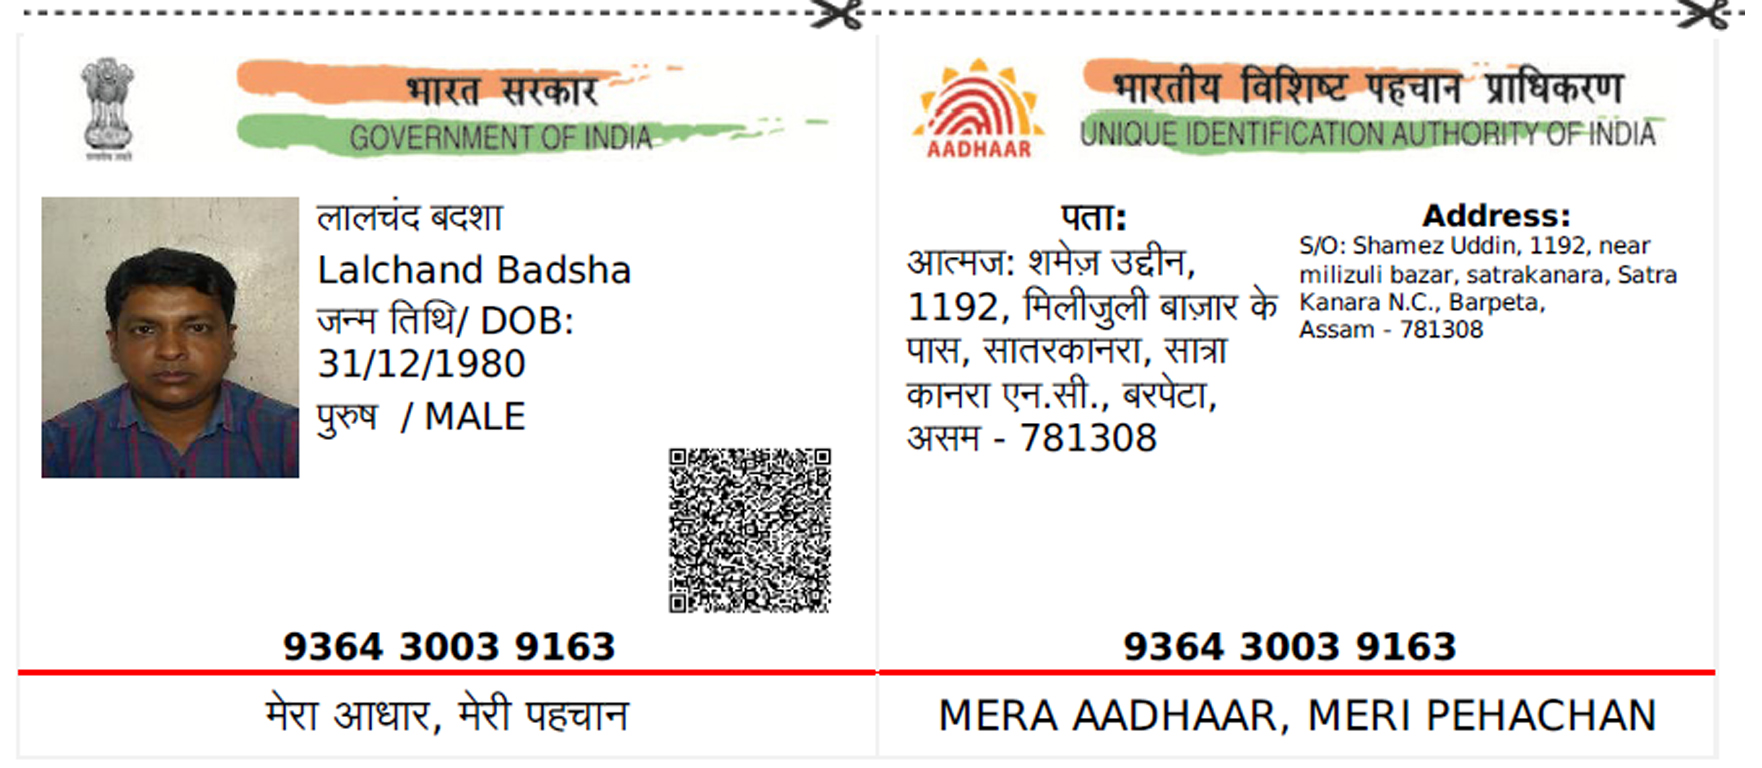 भारत सरकार
GOVERNMENT OF INDIA
लालचंद बदशा
Lalchand Badsha
जन्म तिथि/ DOB:
31/12/1980
पुरुष / MALE
9364 3003 9163
मेरा आधार, मेरी पहचान
भारतीय विशिष्ट पहचान प्राधिकरण
UNIQUE IDENTIFICATION AUTHORITY OF INDIA
AADHAAR
पता:
आत्मज: शमेज़ उद्दीन,
1192, मिलीजुली बाज़ार के
पास, सातरकानरा, सात्रा
कानरा एन.सी., बरपेटा,
असम - 781308
Address:
S/O: Shamez Uddin, 1192, near
milizuli bazar, satrakanara, Satra
Kanara N.C., Barpeta,
Assam - 781308
9364 3003 9163
MERA AADHAAR, MERI PEHACHAN